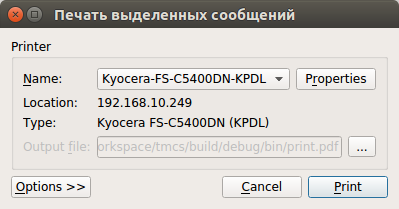 Печать выделенных сообщений
Printer
Name: Kyocera-FS-C5400DN-KPDL Properties
Location: 192.168.10.249
Type: Kyocera FS-C5400DN (KPDL)
Output file: orkspace/tmcs/build/debug/bin/print.pdf ...
Options >> Cancel Print